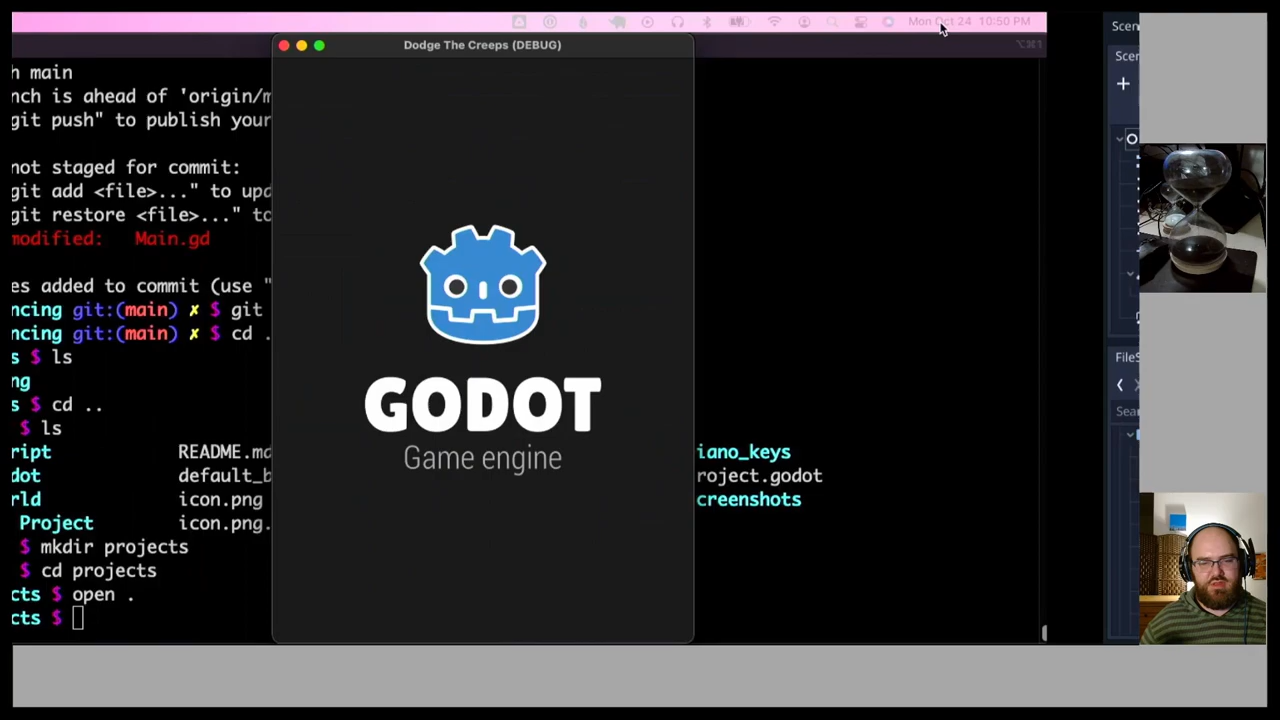 Mon Oct 24 10:50 PM
Dodge The Creeps (DEBUG)
⌥⌘1
h main
nch is ahead of 'origin/m
git push" to publish your
not staged for commit:
git add <file>..." to upd
git restore <file>..." to
modified: Main.gd
es added to commit (use "
ncing git:(main) ✗ $ git
ncing git:(main) ✗ $ cd .
s $ ls
ng
s $ cd ..
$ ls
ript README.md iano_keys
dot default_b roject.godot
rld icon.png creenshots
Project icon.png.
$ mkdir projects
$ cd projects
cts $ open .
cts $
GODOT
Game engine
Scen
Scen
FileS
Sea